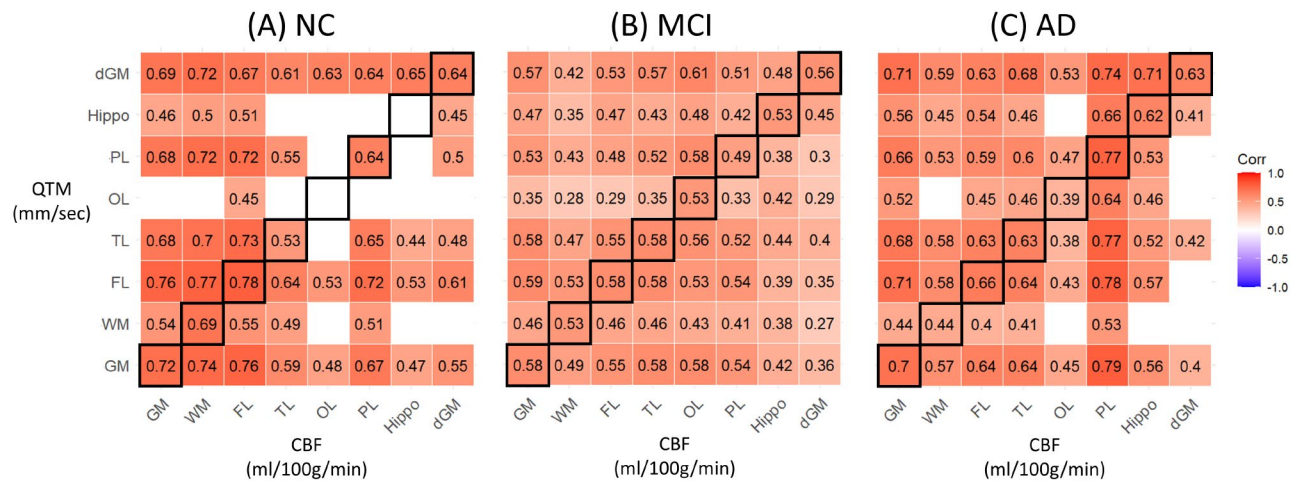 (A) NC (B) MCI (C) AD
dGM 0.69 0.72 0.67 0.61 0.63 0.64 0.65 0.64 0.57 0.42 0.53 0.57 0.61 0.51 0.48 0.56 0.71 0.59 0.63 0.68 0.53 0.74 0.71 0.63
Hippo 0.46 0.5 0.51 0.45 0.47 0.35 0.47 0.43 0.48 0.42 0.53 0.45 0.56 0.45 0.54 0.46 0.66 0.62 0.41
PL 0.68 0.72 0.72 0.55 0.64 0.5 0.53 0.43 0.48 0.52 0.58 0.49 0.38 0.3 0.66 0.53 0.59 0.6 0.47 0.77 0.53
OL 0.45 0.35 0.28 0.29 0.35 0.53 0.33 0.42 0.29 0.52 0.45 0.46 0.39 0.64 0.46
TL 0.68 0.7 0.73 0.53 0.65 0.44 0.48 0.58 0.47 0.55 0.58 0.56 0.52 0.44 0.4 0.68 0.58 0.63 0.63 0.38 0.77 0.52 0.42
FL 0.76 0.77 0.78 0.64 0.53 0.72 0.53 0.61 0.59 0.53 0.58 0.58 0.53 0.54 0.39 0.35 0.71 0.58 0.66 0.64 0.43 0.78 0.57
WM 0.54 0.69 0.55 0.49 0.51 0.46 0.53 0.46 0.46 0.43 0.41 0.38 0.27 0.44 0.44 0.4 0.41 0.53
GM 0.72 0.74 0.76 0.59 0.48 0.67 0.47 0.55 0.58 0.49 0.55 0.58 0.58 0.54 0.42 0.36 0.7 0.57 0.64 0.64 0.45 0.79 0.56 0.4
QTM
(mm/sec)
GM WM FL TL OL PL Hippo dGM GM WM FL TL OL PL Hippo dGM GM WM FL TL OL PL Hippo dGM
CBF CBF CBF
(ml/100g/min) (ml/100g/min) (ml/100g/min)
Corr
1.0
0.5
0.0
-0.5
-1.0